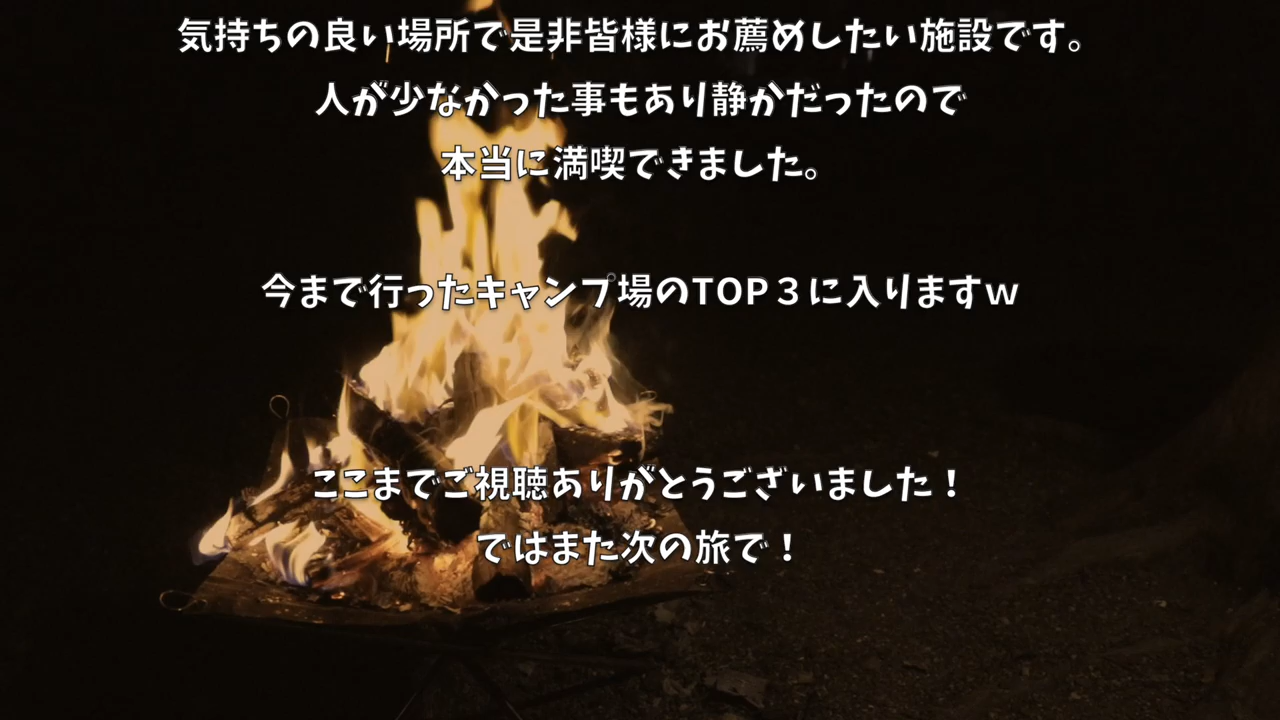 気持ちの良い場所で是非皆様にお薦めしたい施設です。
人が少なかった事もあり静かだったので
本当に満喫できました。
今まで行ったキャンプ場のTOP３に入りますｗ
ここまでご視聴ありがとうございました！
ではまた次の旅で！